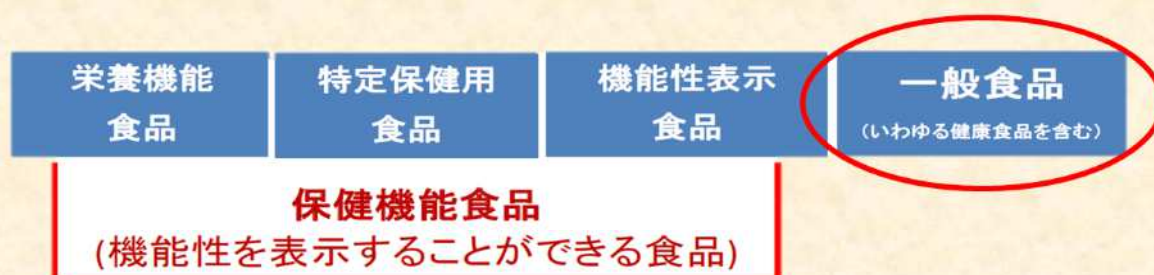 栄養機能
食品
特定保健用
食品
機能性表示
食品
一般食品
(いわゆる健康食品を含む)
保健機能食品
(機能性を表示することができる食品)